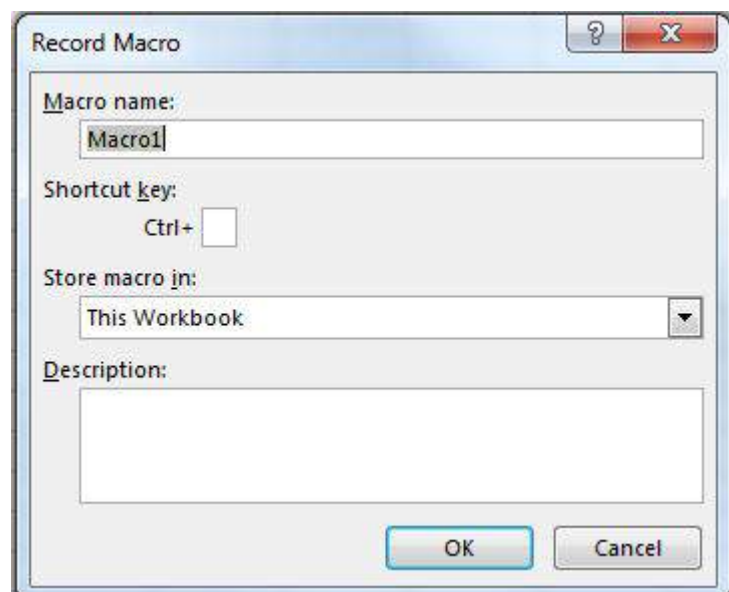 Record Macro
?
Macro name:
Macro1
Shortcut key:
Ctrl+
Store macro in:
This Workbook
Description:
OK Cancel